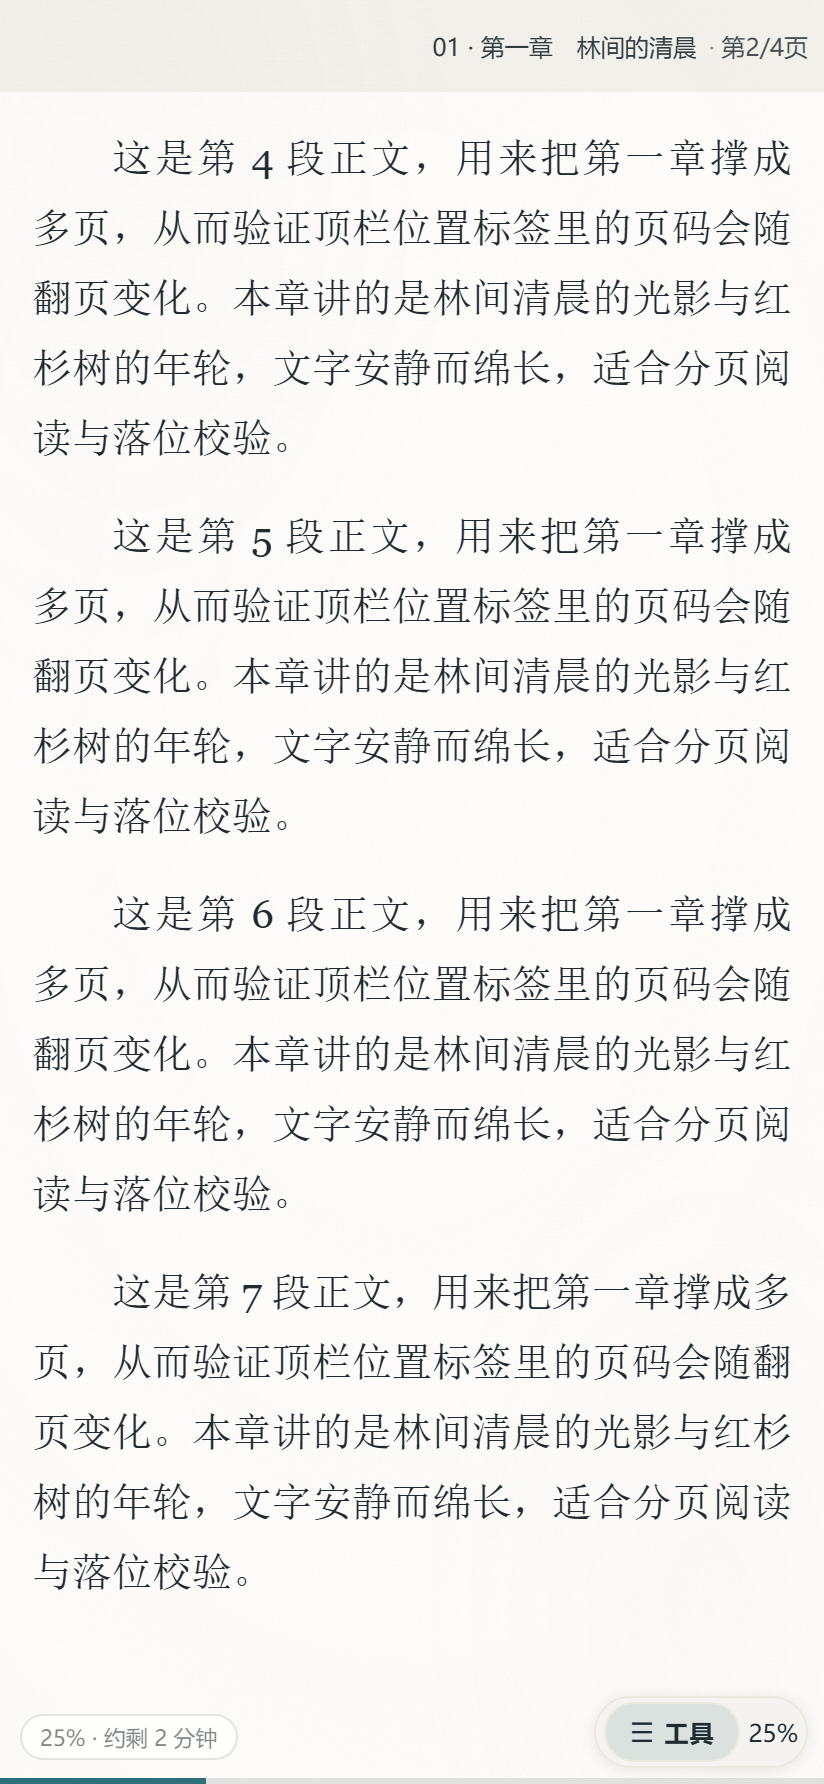 01 · 第一章　林间的清晨 · 第2/4页
这是第 4 段正文，用来把第一章撑成
多页，从而验证顶栏位置标签里的页码会随
翻页变化。本章讲的是林间清晨的光影与红
杉树的年轮，文字安静而绵长，适合分页阅
读与落位校验。
这是第 5 段正文，用来把第一章撑成
多页，从而验证顶栏位置标签里的页码会随
翻页变化。本章讲的是林间清晨的光影与红
杉树的年轮，文字安静而绵长，适合分页阅
读与落位校验。
这是第 6 段正文，用来把第一章撑成
多页，从而验证顶栏位置标签里的页码会随
翻页变化。本章讲的是林间清晨的光影与红
杉树的年轮，文字安静而绵长，适合分页阅
读与落位校验。
这是第 7 段正文，用来把第一章撑成多
页，从而验证顶栏位置标签里的页码会随翻
页变化。本章讲的是林间清晨的光影与红杉
树的年轮，文字安静而绵长，适合分页阅读
与落位校验。
25% · 约剩 2 分钟
☰ 工具 25%